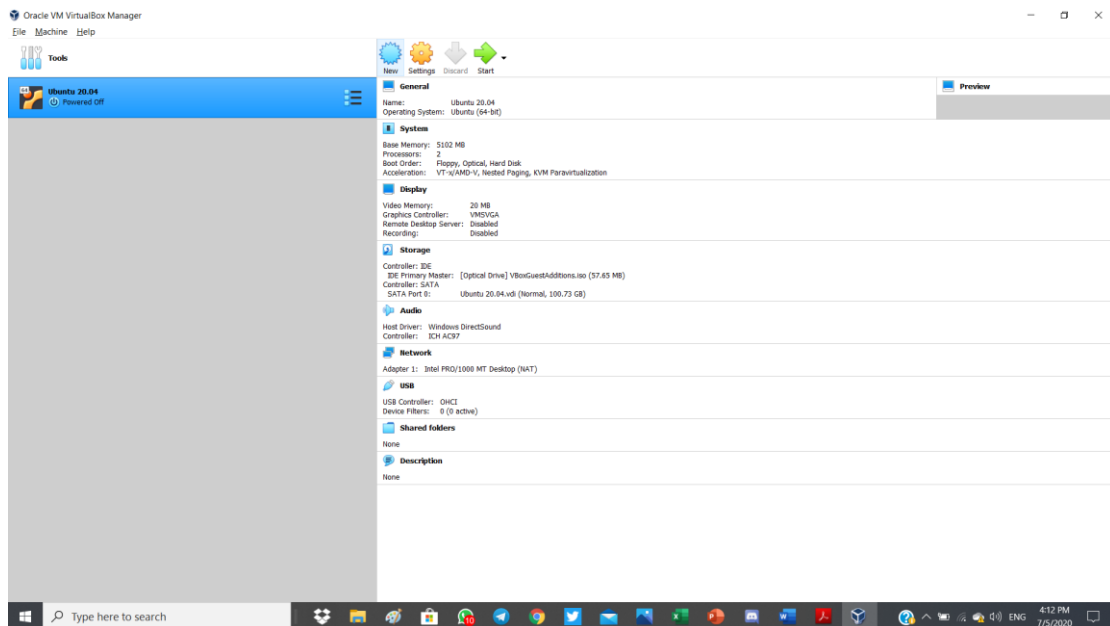 Oracle VM VirtualBox Manager
File Machine Help
Tools
New Settings Discard Start
64
Ubuntu 20.04
Powered Off
General
Name: Ubuntu 20.04
Operating System: Ubuntu (64-bit)
Preview
System
Base Memory: 5102 MB
Processors: 2
Boot Order: Floppy, Optical, Hard Disk
Acceleration: VT-x/AMD-V, Nested Paging, KVM Paravirtualization
Display
Video Memory: 20 MB
Graphics Controller: VMSVGA
Remote Desktop Server: Disabled
Recording: Disabled
Storage
Controller: IDE
IDE Primary Master: [Optical Drive] VBoxGuestAdditions.iso (57.65 MB)
Controller: SATA
SATA Port 0: Ubuntu 20.04.vdi (Normal, 100.73 GB)
Audio
Host Driver: Windows DirectSound
Controller: ICH AC97
Network
Adapter 1: Intel PRO/1000 MT Desktop (NAT)
USB
USB Controller: OHCI
Device Filters: 0 (0 active)
Shared folders
None
Description
None
Type here to search
10
ENG
4:12 PM
7/5/2020